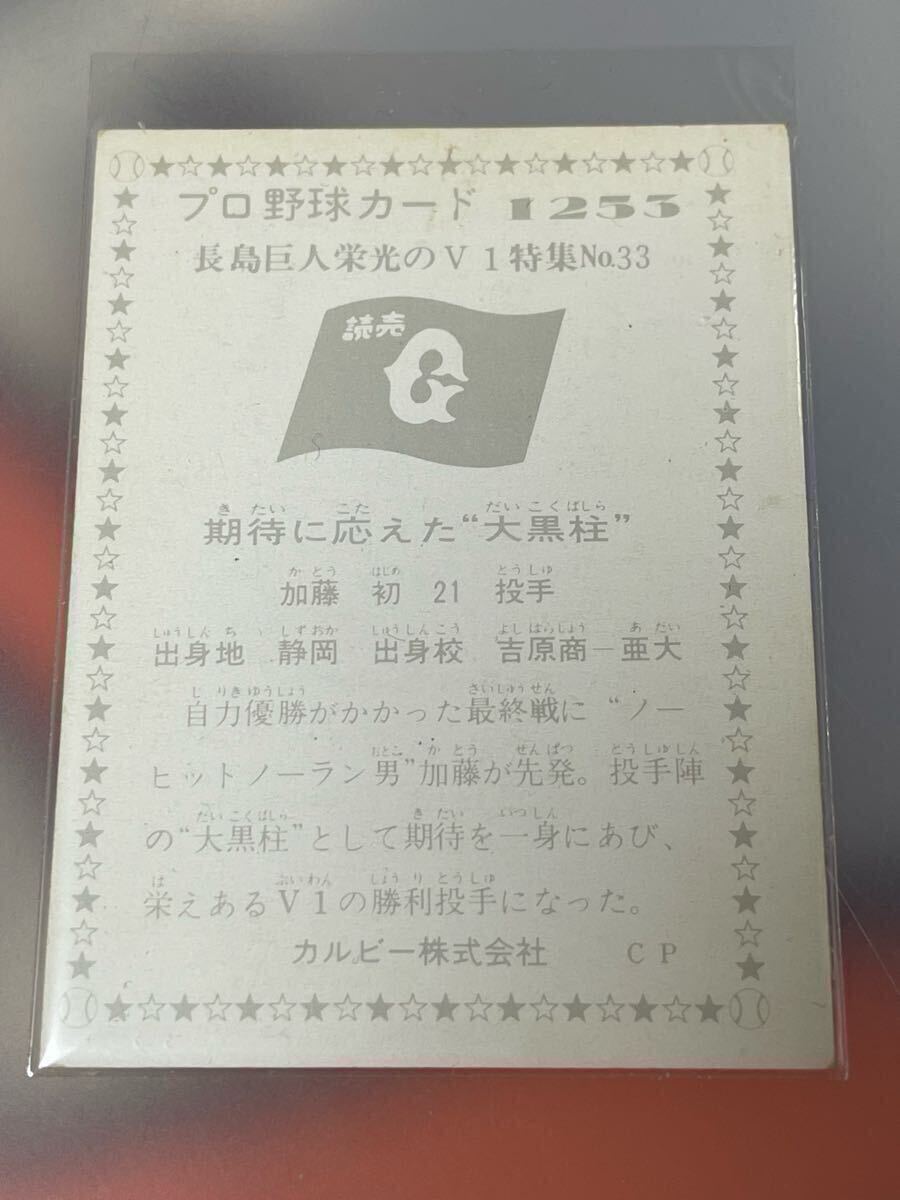 プロ野球カード 1253
長島巨人栄光のV1特集No.33
読売
期待に応えた“大黒柱”
加藤 初 21 投手
出身地 静岡 出身校 吉原商―亜大
自力優勝がかかった最終戦に“ノー
ヒットノーラン男”加藤が先発。投手陣
の“大黒柱”として期待を一身にあび、
栄えあるV1の勝利投手になった。
カルビー株式会社 CP